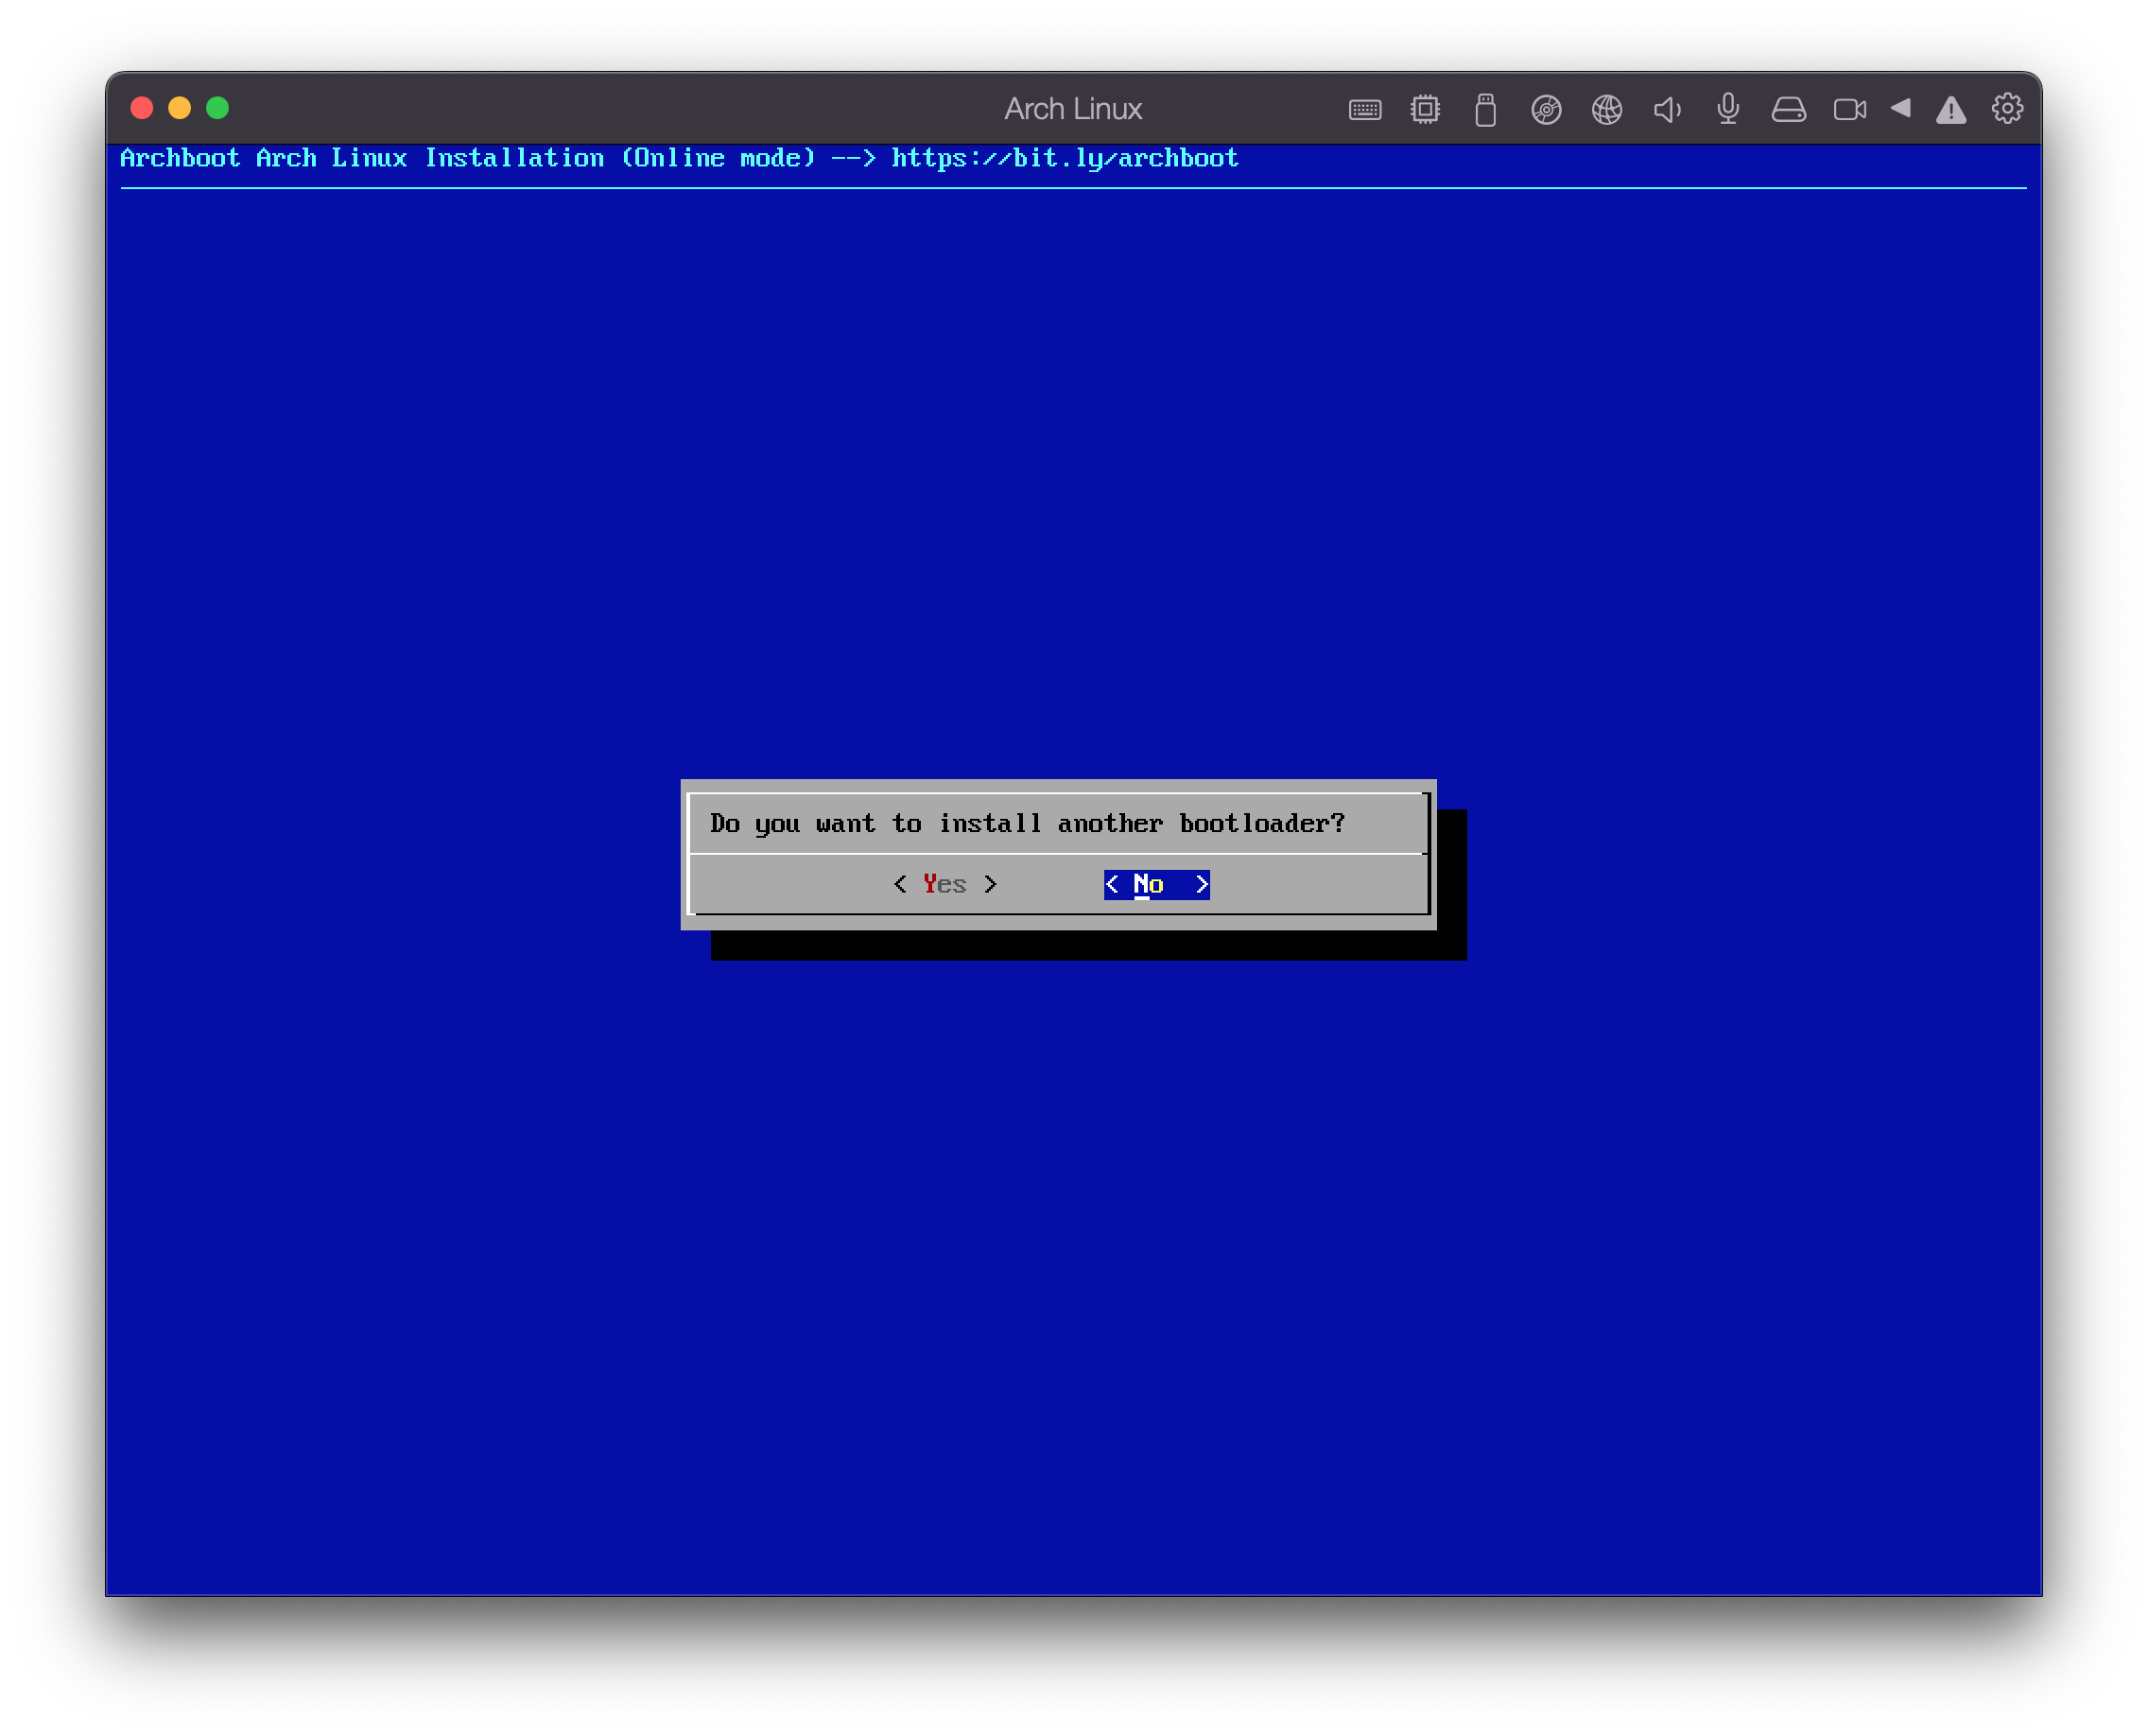 Arch Linux
Archboot Arch Linux Installation (Online mode) --> https://bit.ly/archboot
Do you want to install another bootloader?
< Yes > < No  >